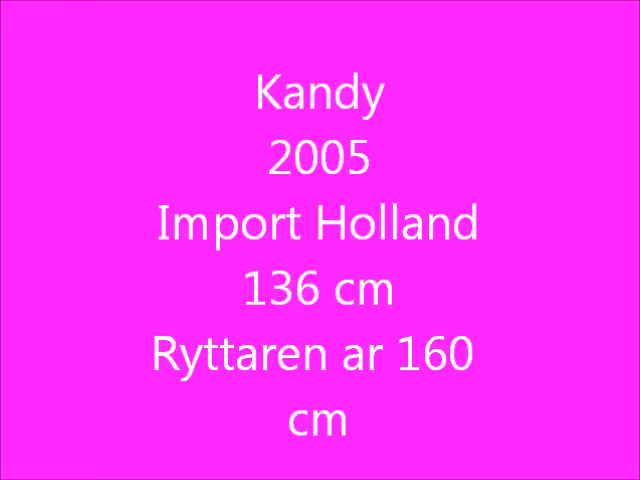 Kandy
2005
Import Holland
136 cm
Ryttaren ar 160
cm